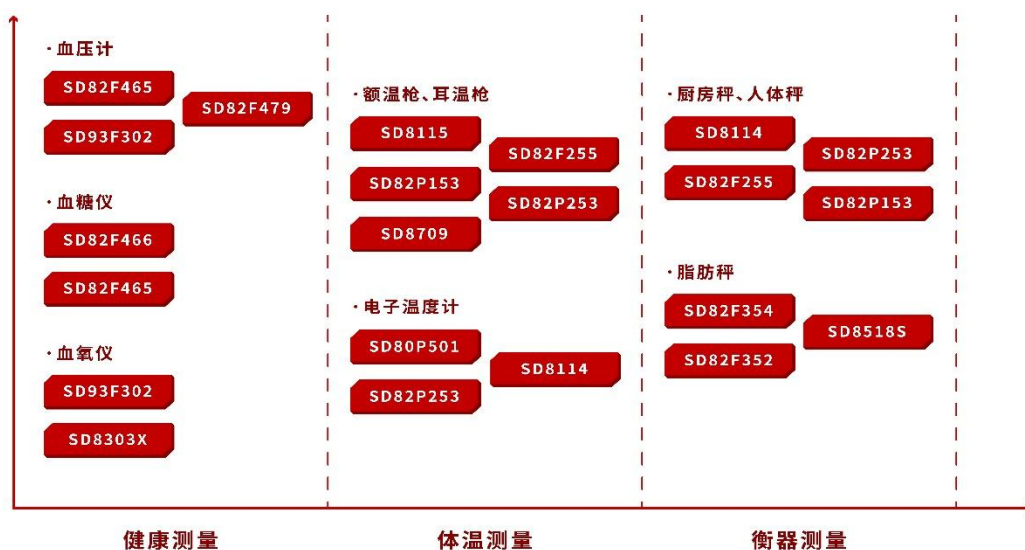 ·血压计
SD82F465
SD82F479
SD93F302
·血糖仪
SD82F466
SD82F465
·血氧仪
SD93F302
SD8303X
健康测量
·额温枪、耳温枪
SD8115
SD82F255
SD82P153
SD82P253
SD8709
·电子温度计
SD80P501
SD8114
SD82P253
体温测量
·厨房秤、人体秤
SD8114
SD82P253
SD82F255
SD82P153
·脂肪秤
SD82F354
SD8518S
SD82F352
衡器测量